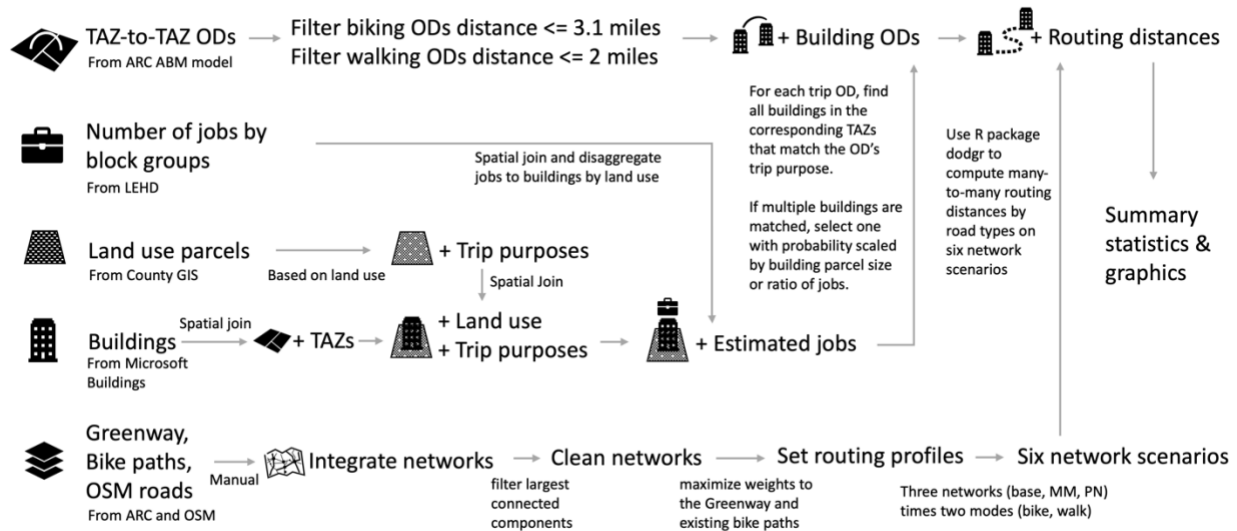 TAZ-to-TAZ ODs
From ARC ABM model
Filter biking ODs distance <= 3.1 miles
Filter walking ODs distance <= 2 miles
+ Building ODs
+ Routing distances
For each trip OD, find
all buildings in the
corresponding TAZs
that match the OD's
trip purpose.
If multiple buildings are
matched, select one
with probability scaled
by building parcel size
or ratio of jobs.
Use R package
dodgr to
compute many-
to-many routing
distances by
road types on
six network
scenarios
Summary
statistics &
graphics
Number of jobs by
block groups
From LEHD
Spatial join and disaggregate
jobs to buildings by land use
Land use parcels
From County GIS
Based on land use
+ Trip purposes
Spatial Join
Buildings
From Microsoft
Buildings
Spatial join
+ TAZs
+ Land use
+ Trip purposes
+ Estimated jobs
Greenway,
Bike paths,
OSM roads
From ARC and OSM
Manual
Integrate networks
filter largest
connected
components
Clean networks
maximize weights to
the Greenway and
existing bike paths
Set routing profiles
Six network scenarios
Three networks (base, MM, PN)
times two modes (bike, walk)